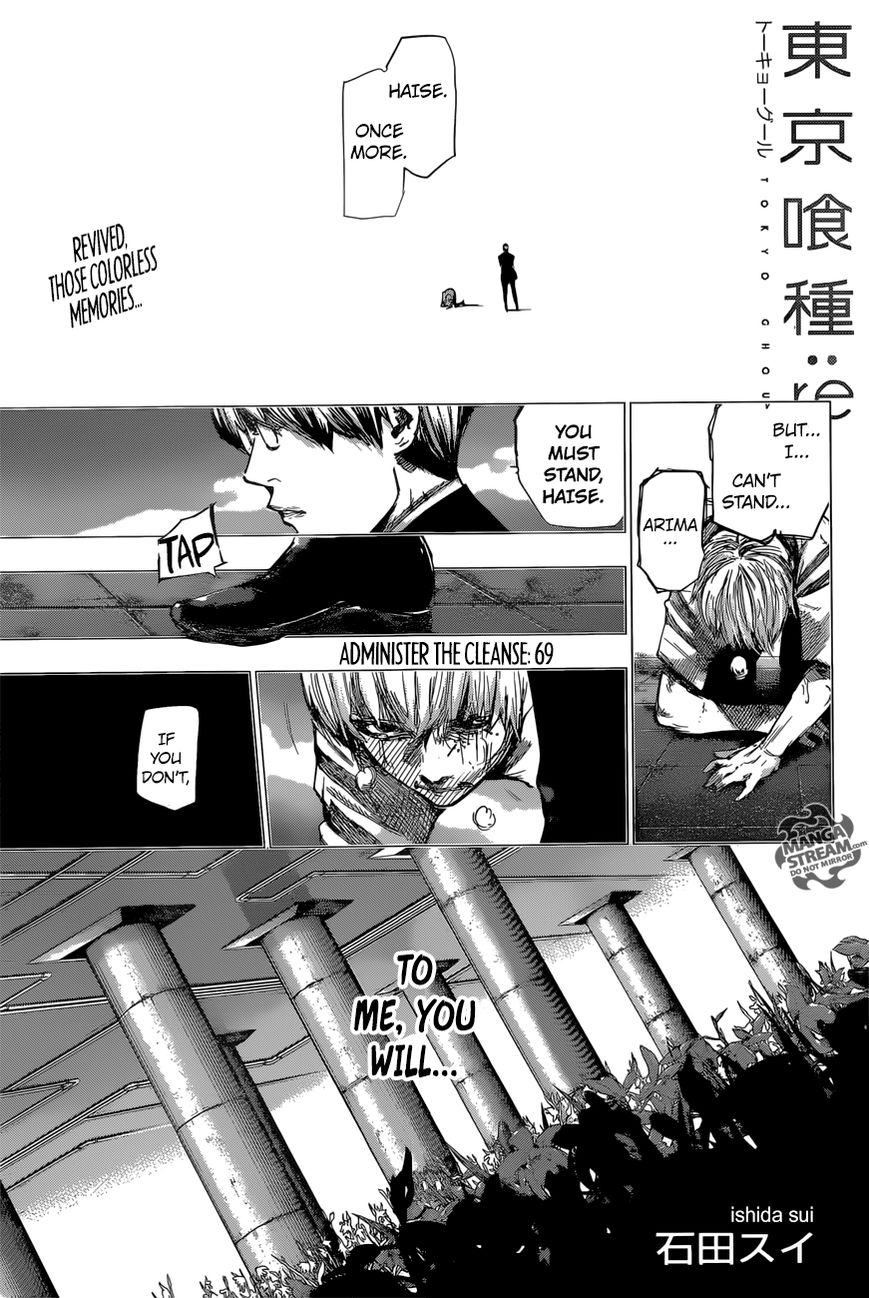 東京喰種:re
トーキョーグール
TOKYO GHOUL
HAISE.
ONCE
MORE.
REVIVED,
THOSE COLORLESS
MEMORIES...
BUT...
I...
CAN'T
STAND...
ARIMA
...
YOU
MUST
STAND,
HAISE.
TAP
ADMINISTER THE CLEANSE: 69
IF
YOU
DON'T,
MANGA
STREAM.com
DO NOT MIRROR
TO
ME, YOU
WILL...
ishida sui
石田スイ